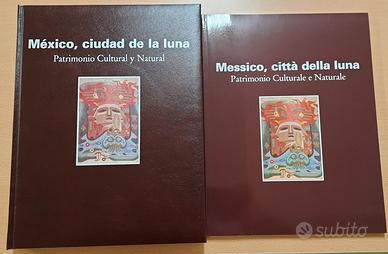 México, ciudad de la luna
Patrimonio Cultural y Natural
Messico, città della luna
Patrimonio Culturale e Naturale
subito